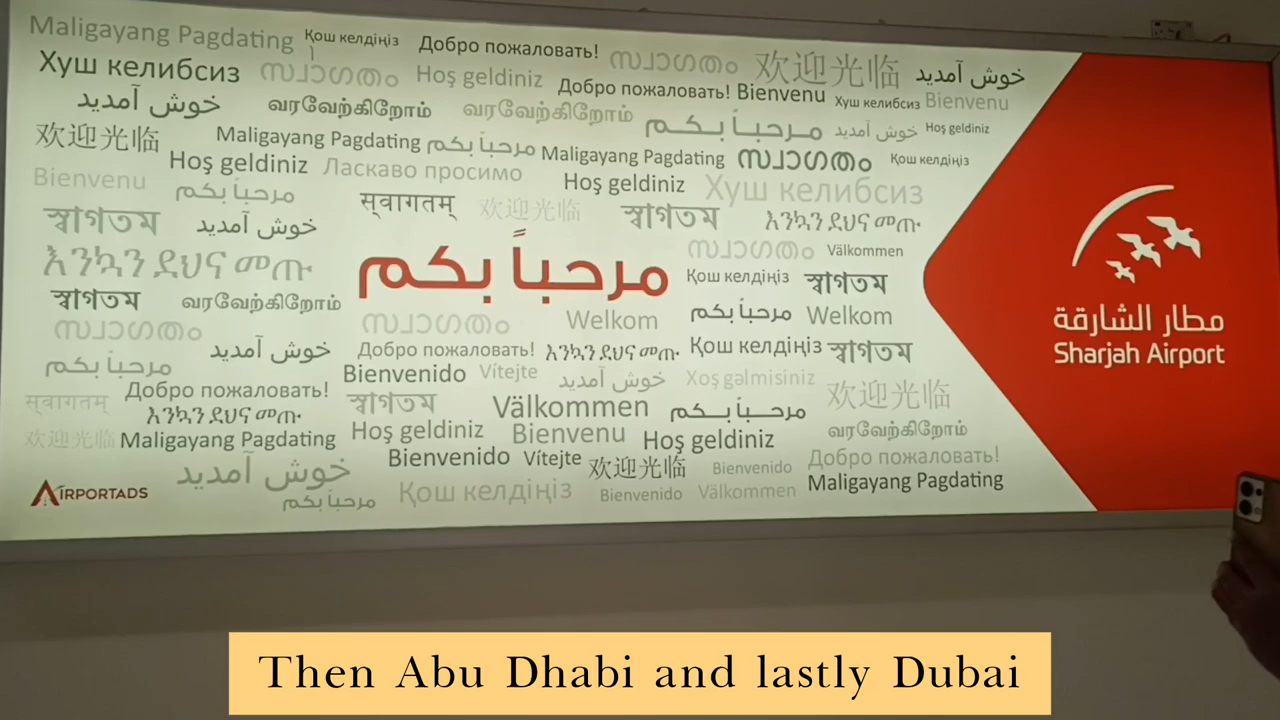 Maligayang Pagdating Қош келдіңіз Добро пожаловать! സ്വാഗതം 欢迎光临 خوش آمدید
Хуш келибсиз സ്വാഗതം Hoş geldiniz Добро пожаловать! Bienvenu Хуш келибсиз Bienvenu
خوش آمدید வரவேற்கிறோம் வரவேற்கிறோம் مرحباً بكم خوش آمدید Hoş geldiniz
欢迎光临 Maligayang Pagdating مرحباً بكم Maligayang Pagdating സ്വാഗതം Қош келдіңіз
Bienvenu Hoş geldiniz Ласкаво просимо Hoş geldiniz Хуш келибсиз
مرحباً بكم स्वागतम् 欢迎光临 স্বাগতম እንኳን ደህና መጡ
স্বাগতম خوش آمدید
እንኳን ደህና መጡ مرحباً بكم സ്വാഗതം Välkommen
Қош келдіңіз স্বাগতম
স্বাগতম வரவேற்கிறோம் مرحباً بكم Welkom
സ്വാഗതം സ്വാഗതം Welkom
خوش آمدید Добро пожаловать! እንኳን ደህና መጡ Қош келдіңіз স্বাগতম
مرحباً بكم Bienvenido Vítejte خوش آمدید Xoş gəlmisiniz 欢迎光临
Добро пожаловать!
स्वागतम् እንኳን ደህና መጡ স্বাগতম Välkommen مرحباً بكم
欢迎光临 Maligayang Pagdating Hoş geldiniz Bienvenu Hoş geldiniz வரவேற்கிறோம்
خوش آمدید Bienvenido Vítejte 欢迎光临 Bienvenido Добро пожаловать!
مرحباً بكم Қош келдіңіз Bienvenido Välkommen Maligayang Pagdating
AIRPORTADS
مطار الشارقة
Sharjah Airport
Then Abu Dhabi and lastly Dubai